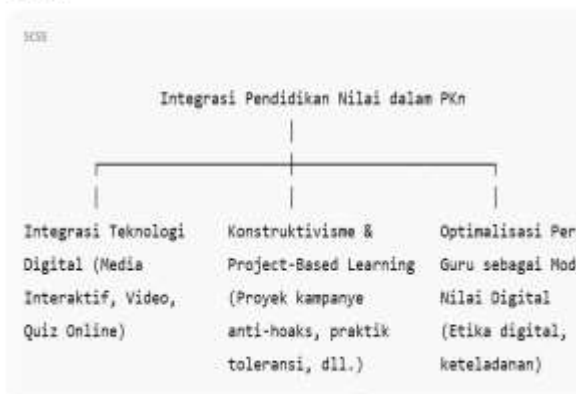 scss
Integrasi Pendidikan Nilai dalam PKn
Integrasi Teknologi
Digital (Media
Interaktif, Video,
Quiz Online)
Konstruktivisme &
Project-Based Learning
(Proyek kampanye
anti-hoaks, praktik
toleransi, dll.)
Optimalisasi Per
Guru sebagai Mod
Nilai Digital
(Etika digital,
keteladanan)